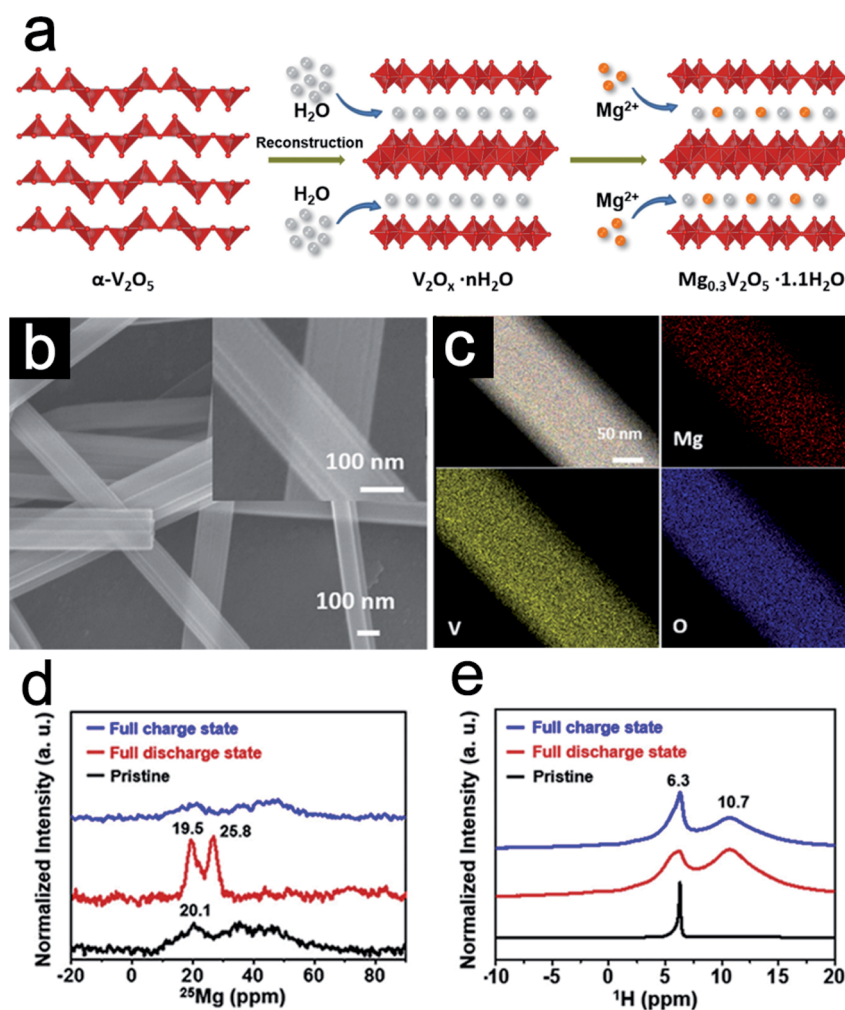 a
H₂O
Mg²⁺
Reconstruction
H₂O
Mg²⁺
α-V₂O₅
V₂Oₓ ·nH₂O
Mg₀.₃V₂O₅ ·1.1H₂O
b
100 nm
100 nm
c
50 nm
Mg
V
O
d
Normalized Intensity (a. u.)
Full charge state
Full discharge state
Pristine
19.5
25.8
20.1
-20
0
20
40
60
80
²⁵Mg (ppm)
e
Normalized Intensity (a. u.)
Full charge state
Full discharge state
Pristine
6.3
10.7
-10
-5
0
5
10
15
20
¹H (ppm)